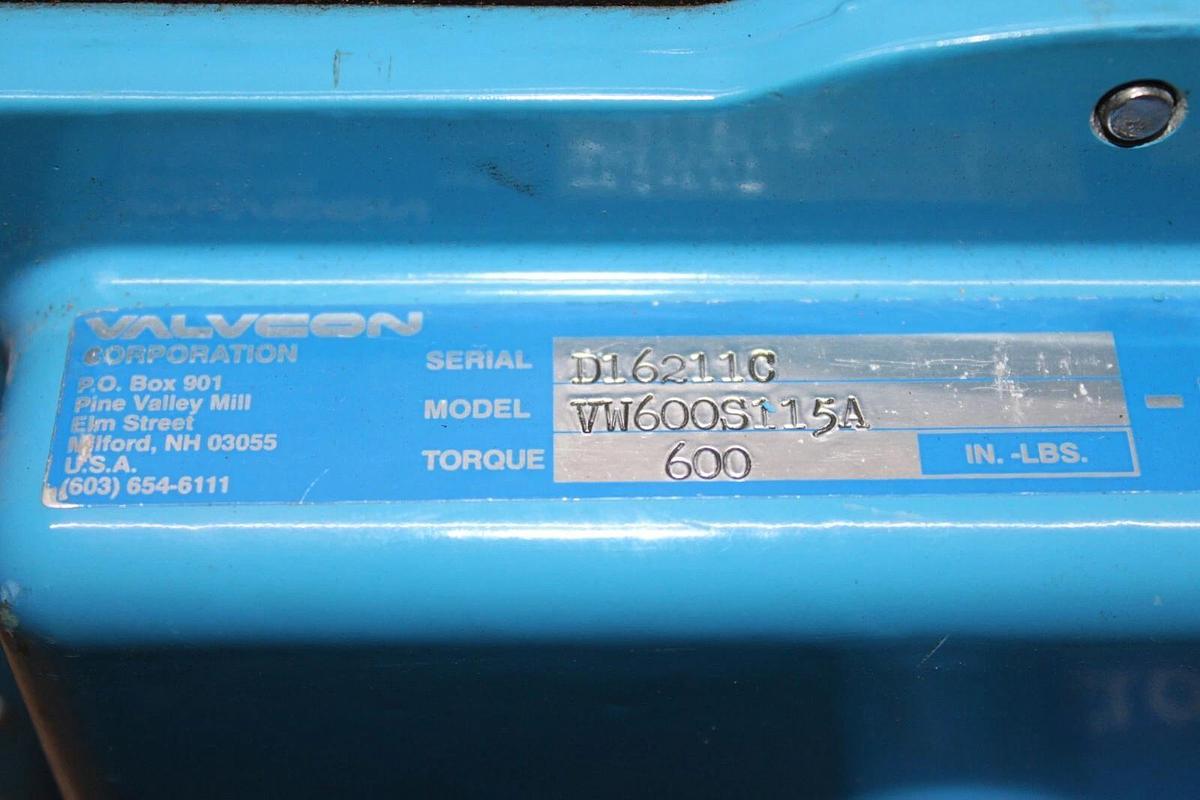 VALVCON
CORPORATION
P.O. Box 901
Pine Valley Mill
Elm Street
Milford, NH 03055
U.S.A.
(603) 654-6111
SERIAL D16211C
MODEL VW600S115A
TORQUE 600 IN. -LBS.